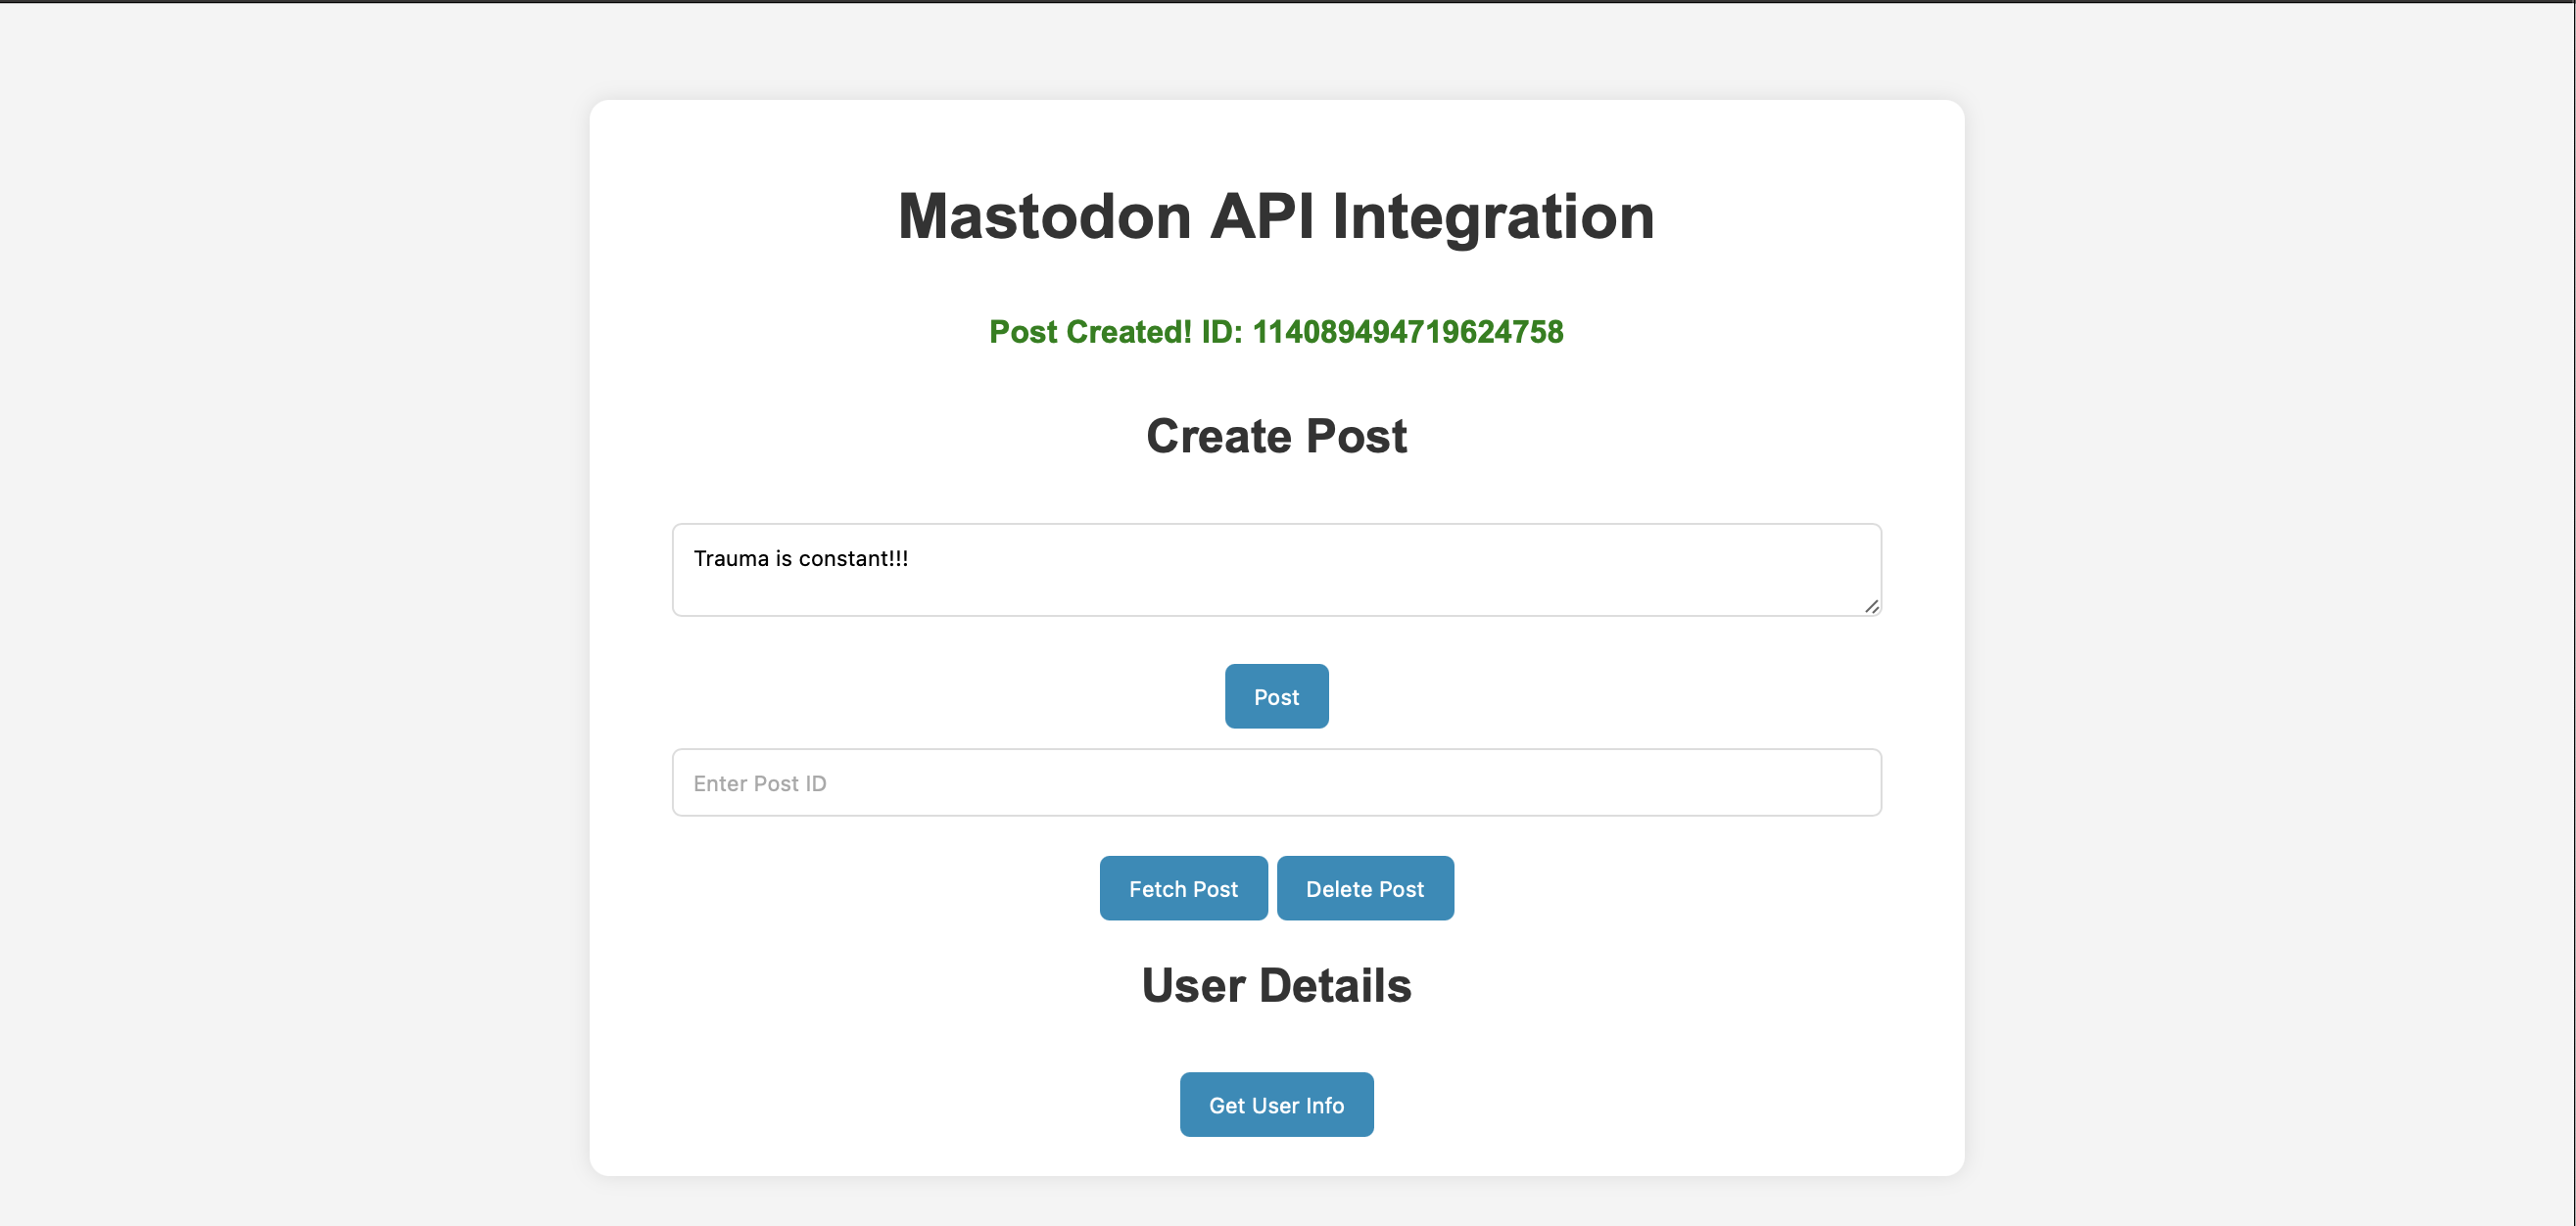 Mastodon API Integration
Post Created! ID: 114089494719624758
Create Post
Trauma is constant!!!
Post
Enter Post ID
Fetch Post Delete Post
User Details
Get User Info